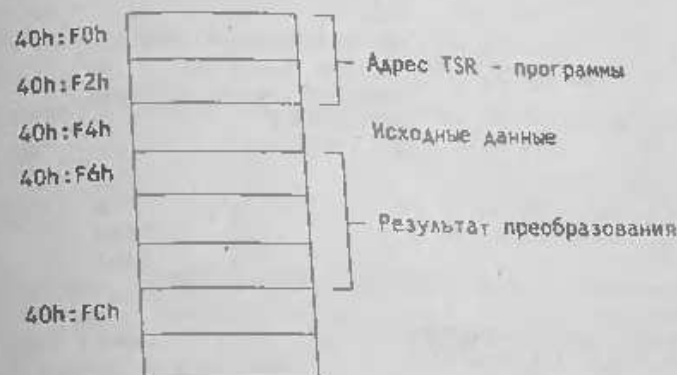 40h:F0h
Адрес TSR - программы
40h:F2h
40h:F4h
Исходные данные
40h:F6h
Результат преобразования
40h:FCh